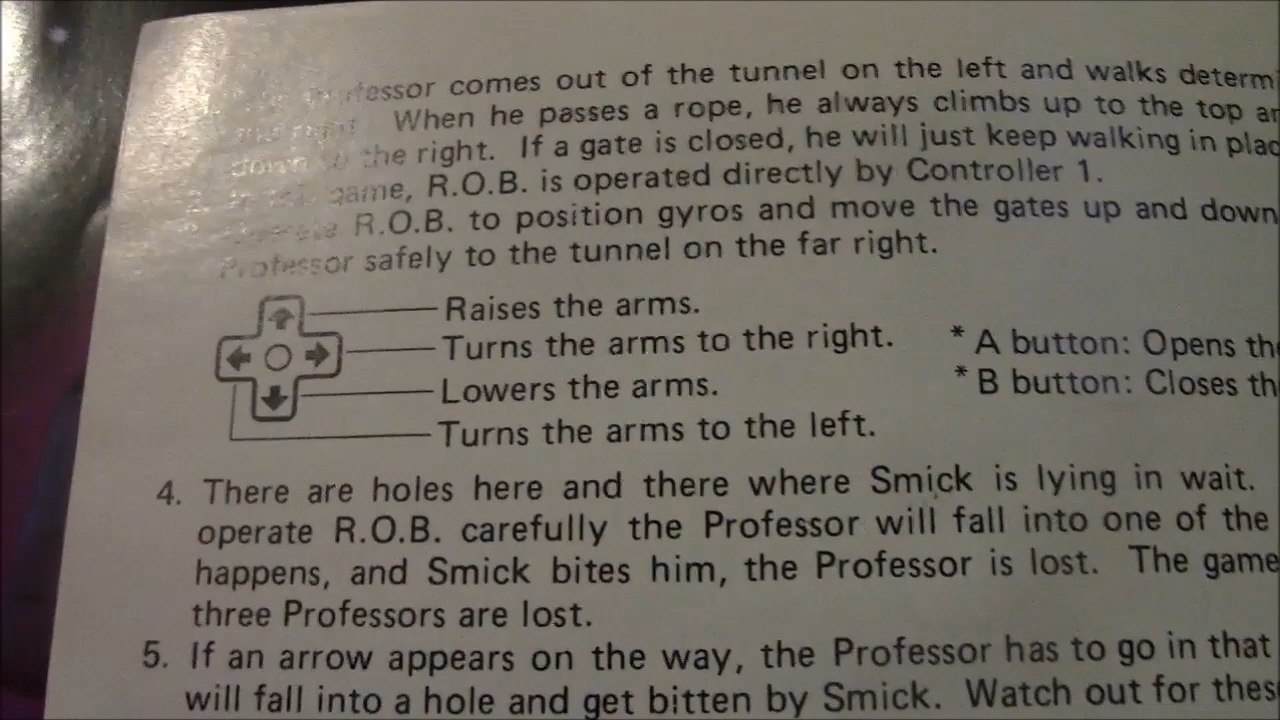 comes out of the tunnel on the left and walks
When he passes a rope, he always climbs up to the top
the right. If a gate is closed, he will just keep walking in
game, R.O.B. is operated directly by Controller 1.
R.O.B. to position gyros and move the gates up and down
Professor safely to the tunnel on the far right.
Raises the arms.
Turns the arms to the right.
Lowers the arms.
Turns the arms to the left.
* A button: Opens
* B button: Closes
4. There are holes here and there where Smick is lying in wait.
operate R.O.B. carefully the Professor will fall into one of the
happens, and Smick bites him, the Professor is lost. The game
three Professors are lost.
5. If an arrow appears on the way, the Professor has to go in that
will fall into a hole and get bitten by Smick. Watch out for